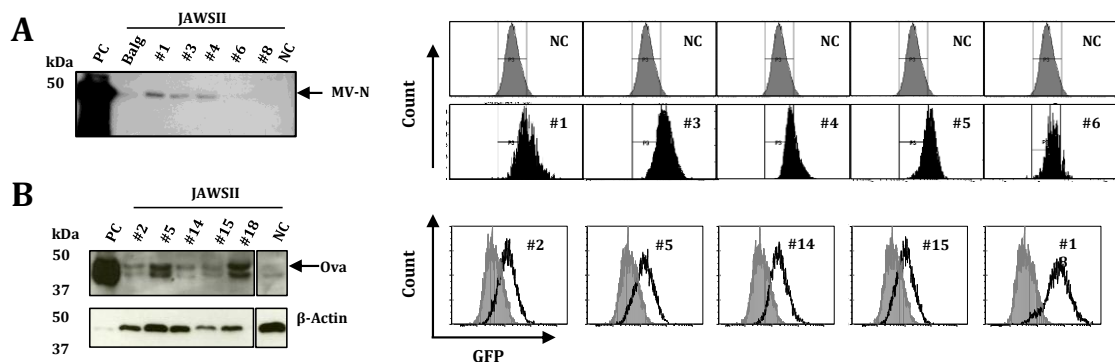 A
JAWSII
PC
Balg
#1
#3
#4
#6
#8
NC
kDa
50
MV-N
Count
NC
NC
NC
NC
NC
#1
#3
#4
#5
#6
B
JAWSII
PC
#2
#5
#14
#15
#18
NC
kDa
50
37
Ova
50
37
β-Actin
Count
#2
#5
#14
#15
#1
8
GFP